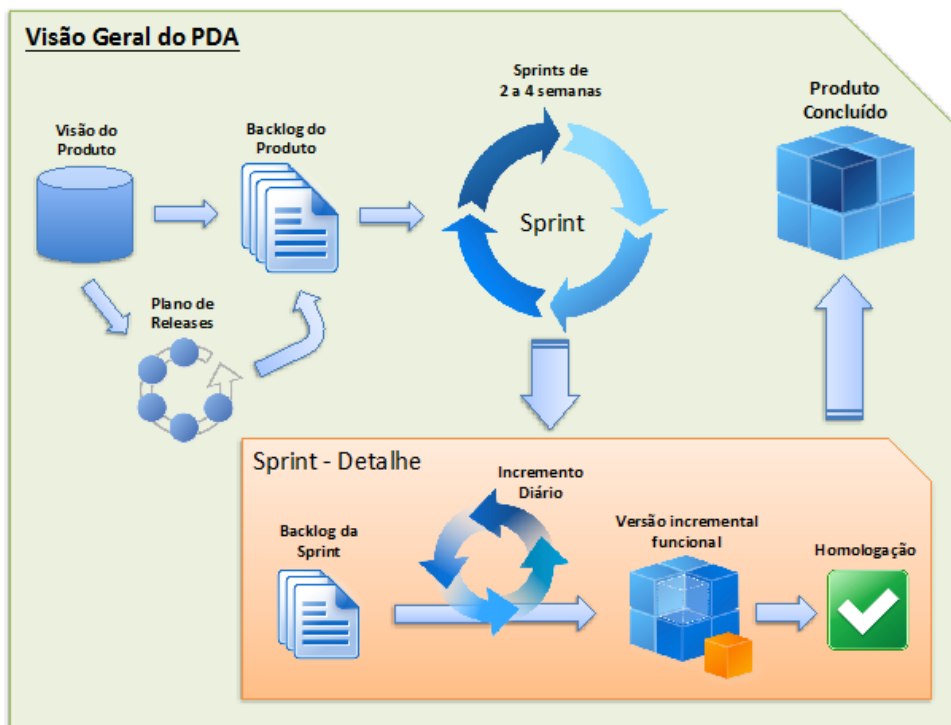 Visão Geral do PDA
Visão do
Produto
Backlog do
Produto
Sprints de
2 a 4 semanas
Sprint
Produto
Concluído
Plano de
Releases
Sprint - Detalhe
Backlog da
Sprint
Incremento
Diário
Versão incremental
funcional
Homologação